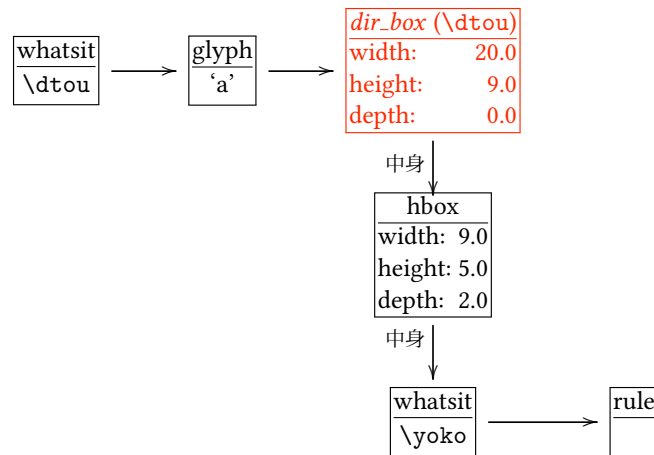 whatsit
\dtou
glyph
‘a’
dir_box (\dtou)
width: 20.0
height: 9.0
depth: 0.0
中身
hbox
width: 9.0
height: 5.0
depth: 2.0
中身
whatsit
\yoko
rule